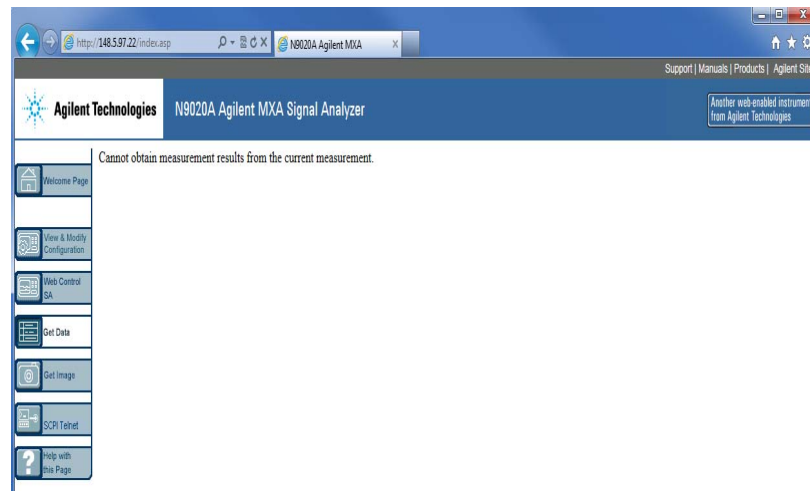 http://148.5.97.22/index.asp
N9020A Agilent MXA
Support | Manuals | Products | Agilent Site
Agilent Technologies
N9020A Agilent MXA Signal Analyzer
Another web-enabled instrument
from Agilent Technologies
Cannot obtain measurement results from the current measurement.
Welcome Page
View & Modify
Configuration
Web Control
SA
Get Data
Get Image
SCPI Telnet
Help with
this Page